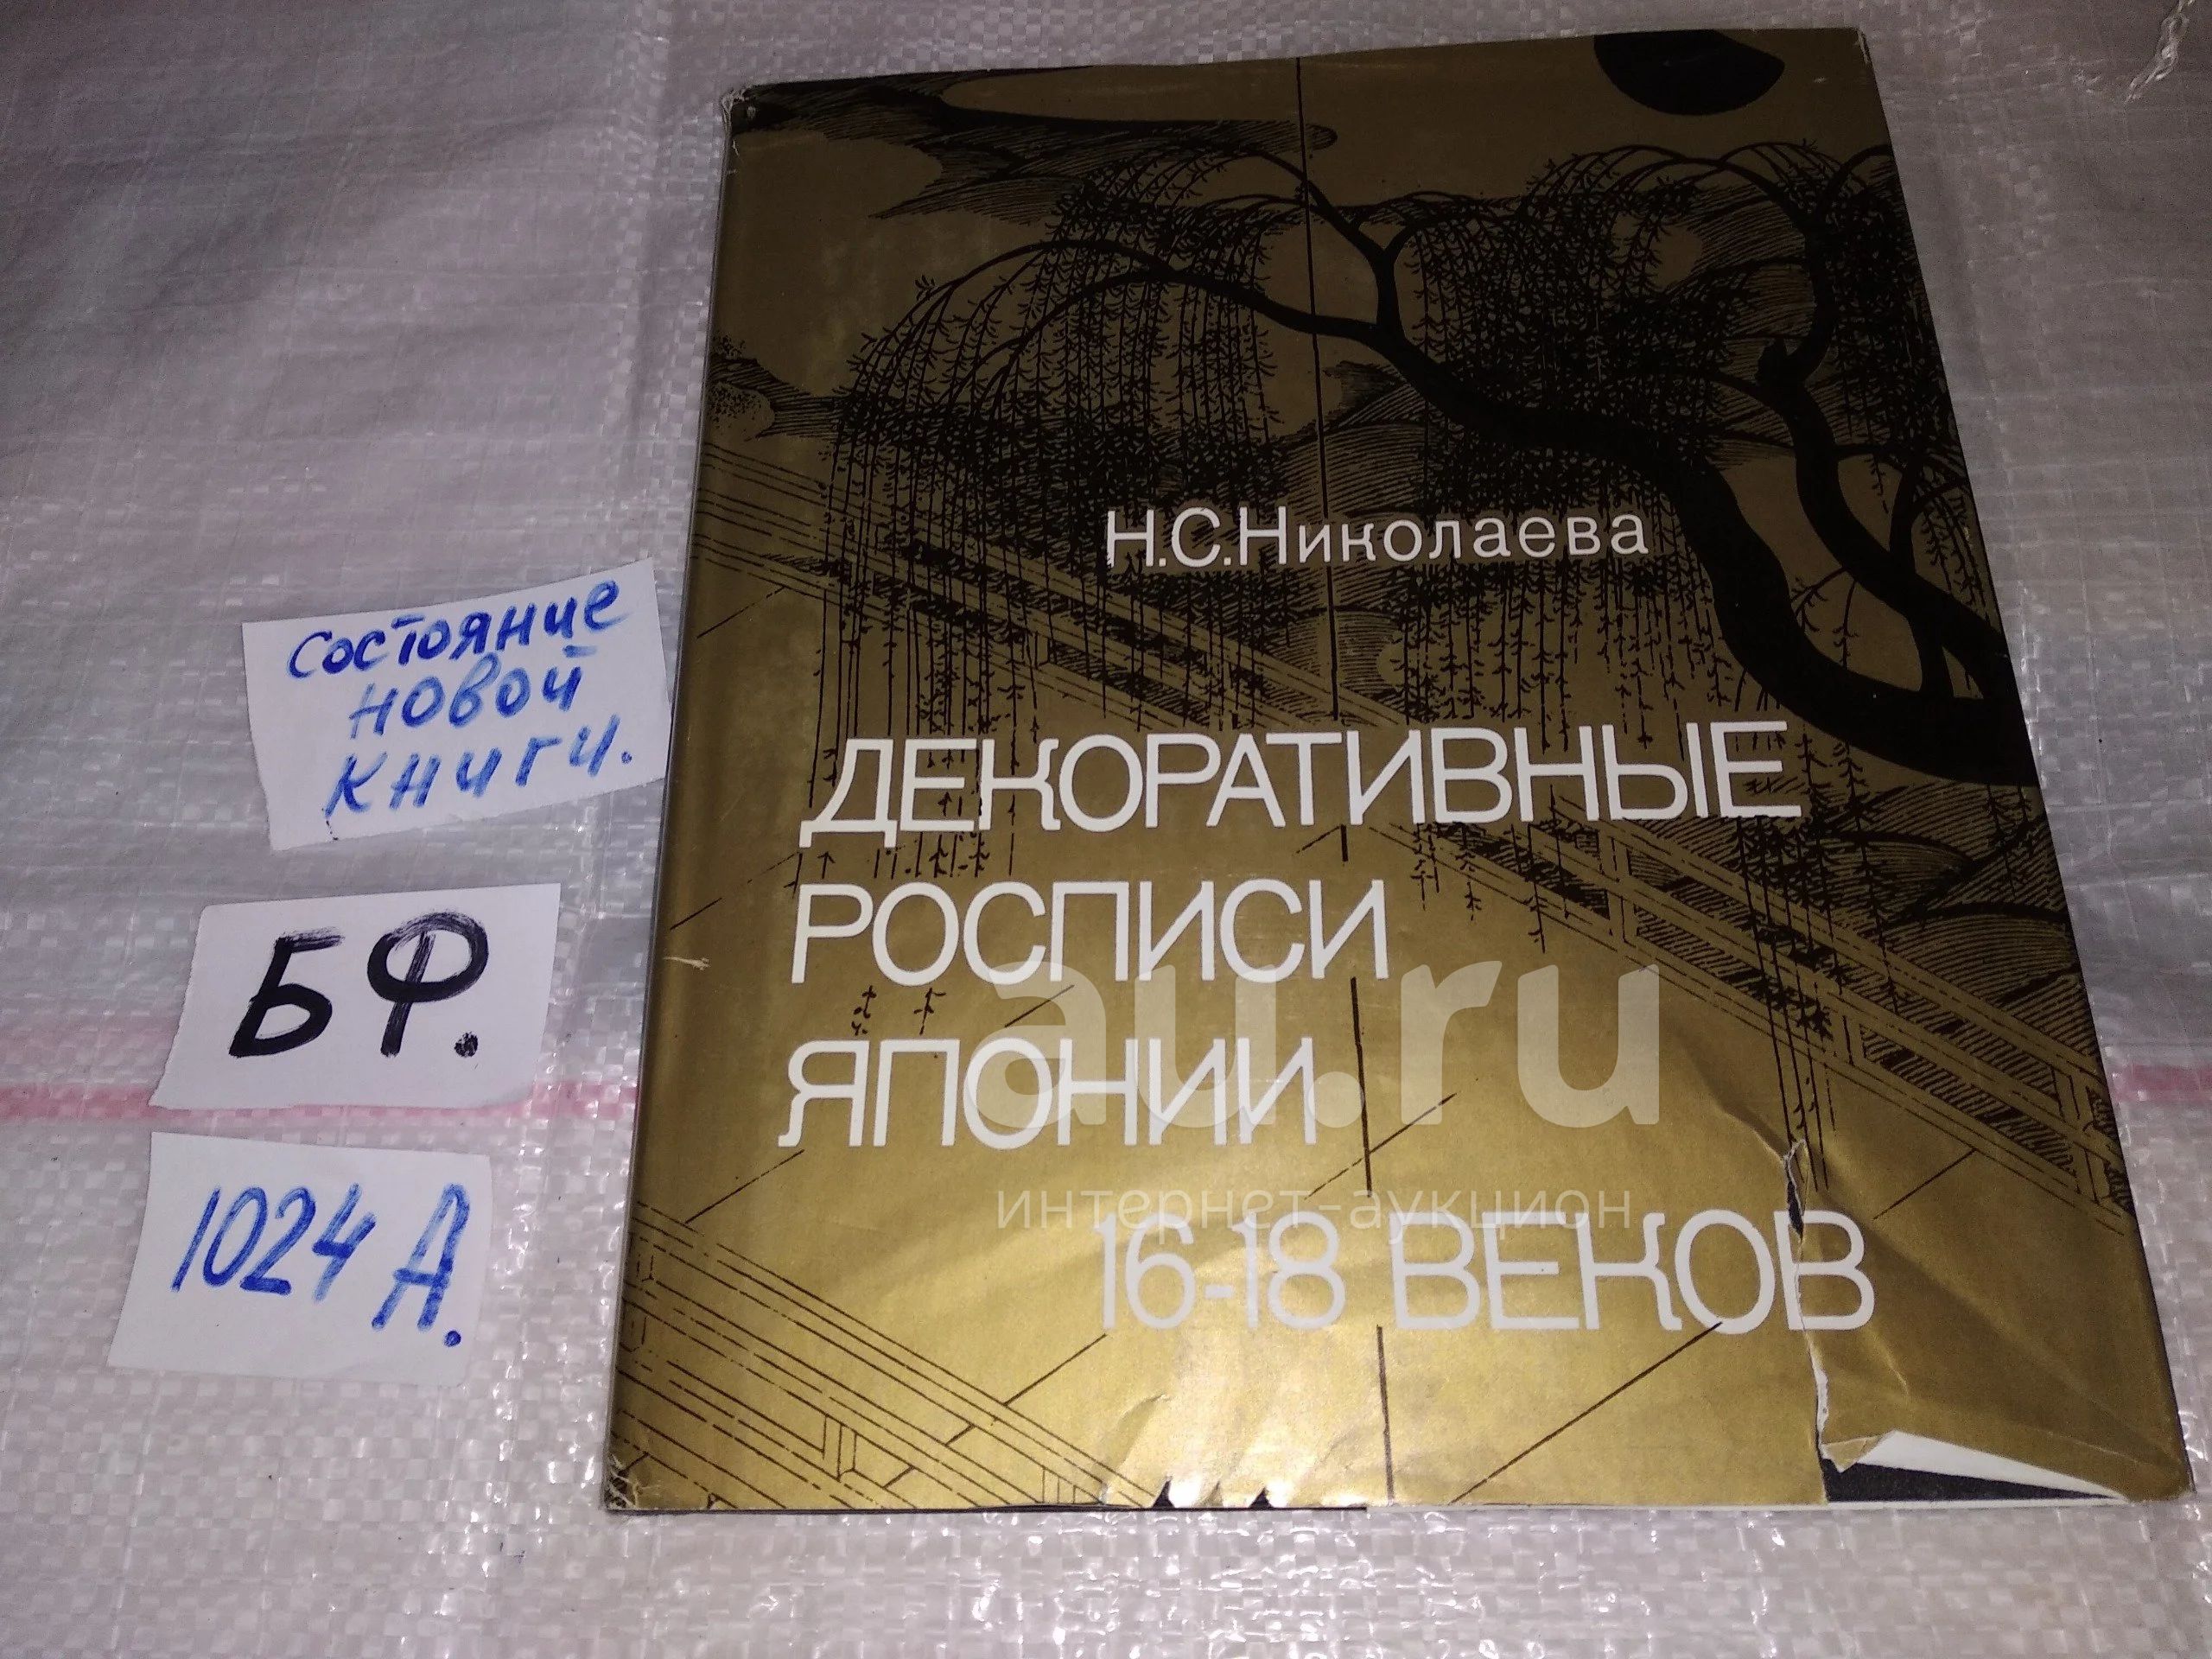 состояние
новой
книги.
БФ.
1024 А.
Н.С.Николаева
ДЕКОРАТИВНЫЕ
РОСПИСИ
ЯПОНИИ
16-18 ВЕКОВ
au.ru
интернет-аукцион